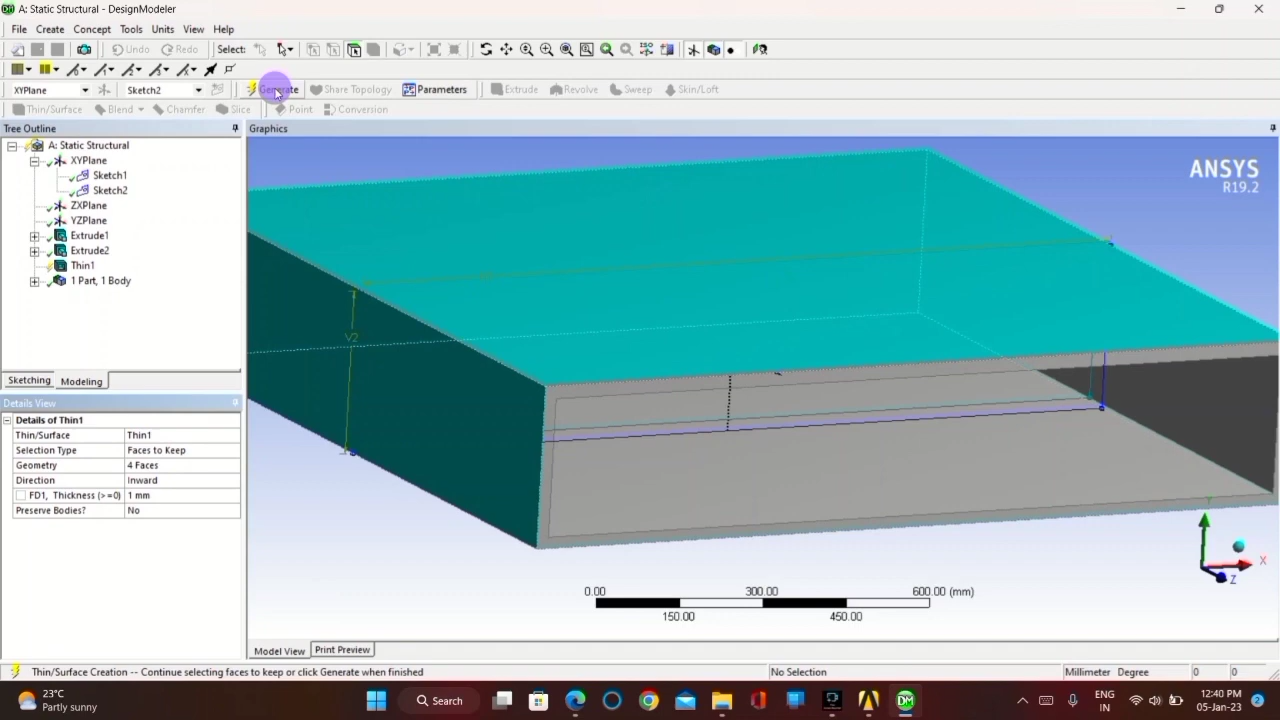 A: Static Structural - DesignModeler
File Create Concept Tools Units View Help
Undo Redo Select:
XYPlane Sketch2 Generate Share Topology Parameters Extrude Revolve Sweep Skin/Loft
Thin/Surface Blend Chamfer Slice Point Conversion
Tree Outline
Graphics
A: Static Structural
XYPlane
Sketch1
Sketch2
ZXPlane
YZPlane
Extrude1
Extrude2
Thin1
1 Part, 1 Body
ANSYS
R19.2
V2
Sketching Modeling
Details View
Details of Thin1
Thin/Surface Thin1
Selection Type Faces to Keep
Geometry 4 Faces
Direction Inward
FD1, Thickness (>=0) 1 mm
Preserve Bodies? No
Y
X
Z
0.00 300.00 600.00 (mm)
150.00 450.00
Model View Print Preview
Thin/Surface Creation -- Continue selecting faces to keep or click Generate when finished No Selection Millimeter Degree 0 0
23°C
Partly sunny
Search
DM
ENG
IN
12:40 PM
05-Jan-23
2